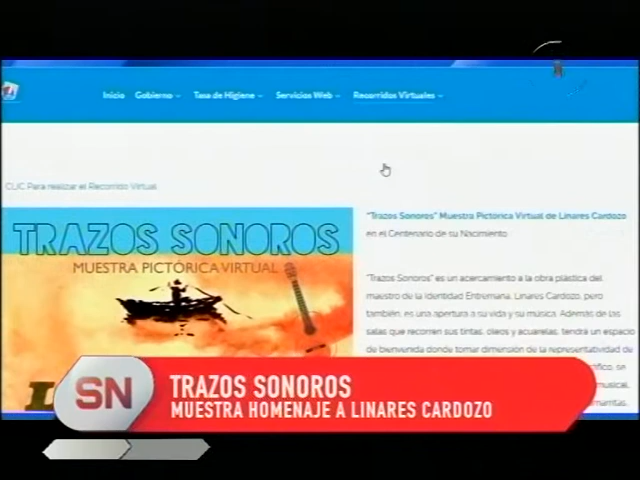 Inicio Gobierno Tasa de Higiene Servicios Web Recorridos Virtuales
CLIC Para realizar el Recorrido Virtual
TRAZOS SONOROS
MUESTRA PICTÓRICA VIRTUAL
"Trazos Sonoros" Muestra Pictórica Virtual de Linares Cardozo
en el Centenario de su Nacimiento
"Trazos Sonoros" es un acercamiento a la obra plástica del
maestro de la Identidad Entrerriana, Linares Cardozo, pero
también, es una apertura a su vida y su música. Además de las
salas que recorren sus tintas, óleos y acuarelas, tendrá un espacio
de bienvenida donde tomar dimensión de la representatividad de
se
musical,
SN
TRAZOS SONOROS
MUESTRA HOMENAJE A LINARES CARDOZO